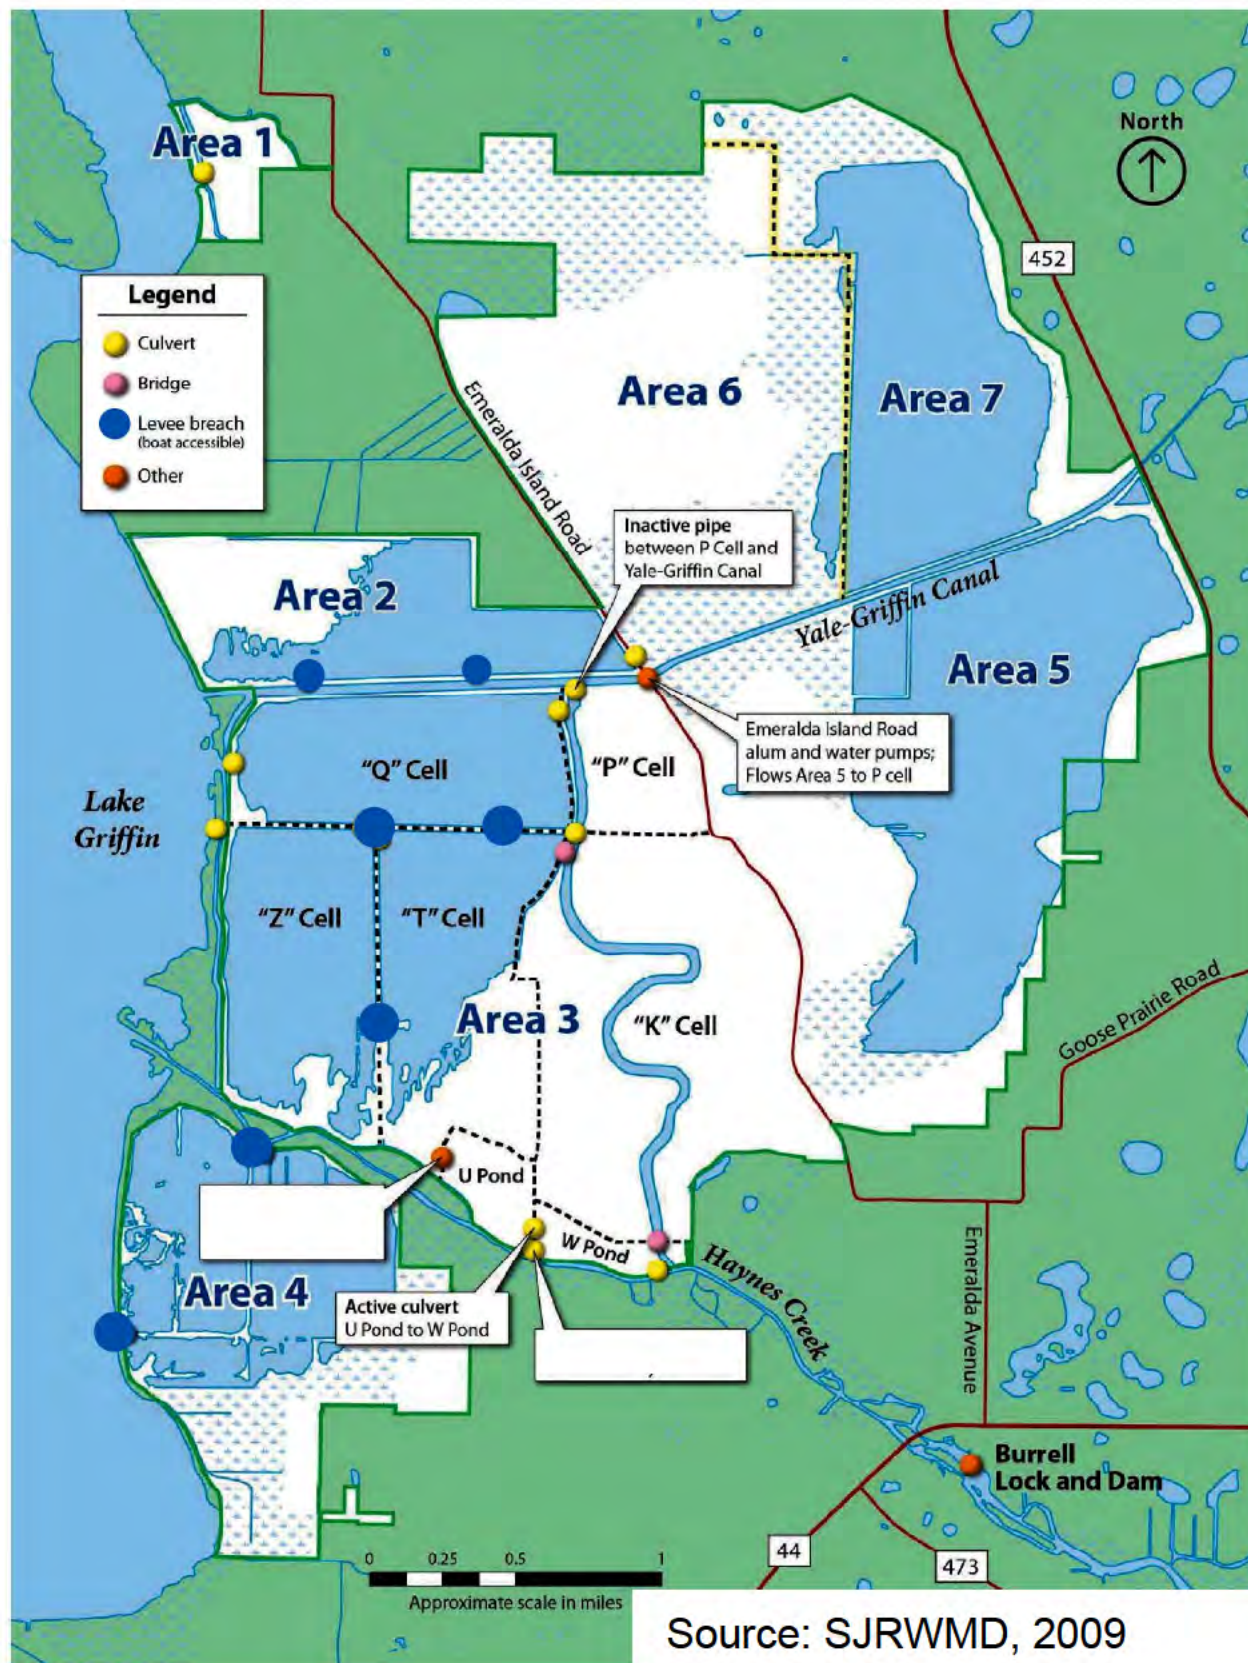 Area 1
North
452
Legend
Culvert
Bridge
Levee breach
(boat accessible)
Other
Area 6
Area 7
Emeralda Island Road
Inactive pipe
between P Cell and
Yale-Griffin Canal
Area 2
Yale-Griffin Canal
Area 5
Emeralda Island Road
alum and water pumps;
Flows Area 5 to P cell
"Q" Cell
"P" Cell
Lake
Griffin
"Z" Cell
"T" Cell
Area 3
"K" Cell
Goose Prairie Road
U Pond
W Pond
Haynes Creek
Emeralda Avenue
Area 4
Active culvert
U Pond to W Pond
Burrell
Lock and Dam
44
473
0 0.25 0.5 1
Approximate scale in miles
Source: SJRWMD, 2009